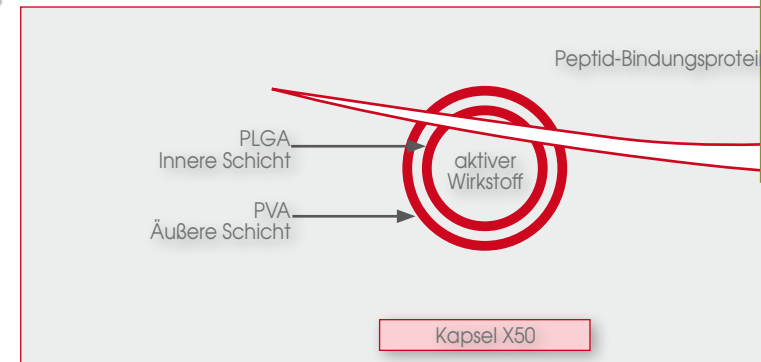 Peptid-Bindungsprotei
PLGA
Innere Schicht
aktiver
Wirkstoff
PVA
Äußere Schicht
Kapsel X50